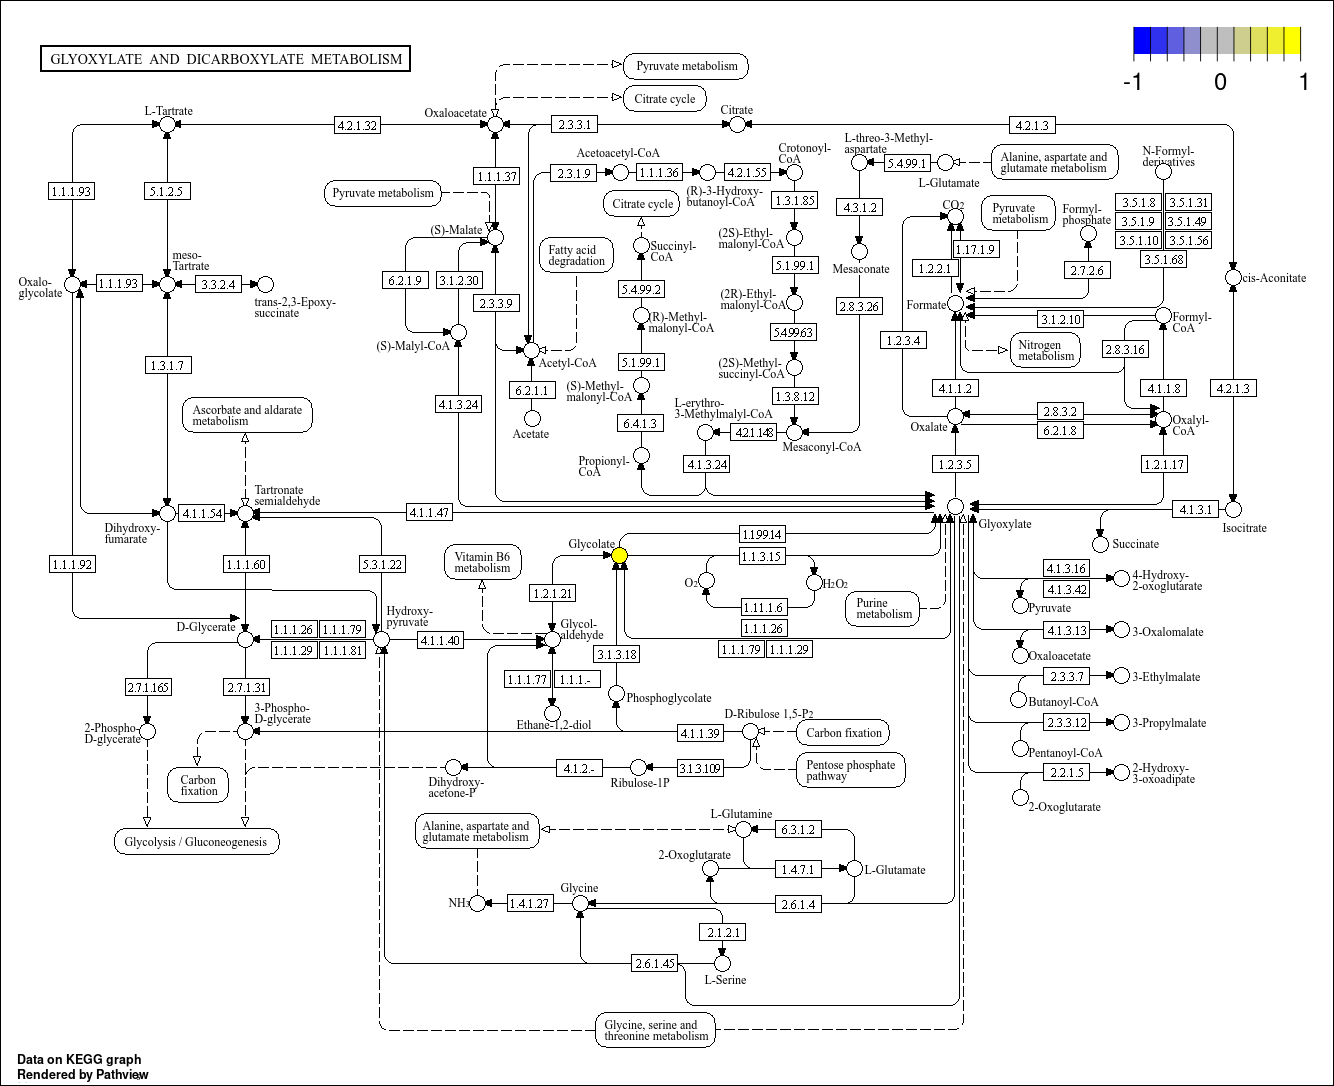 GLYOXYLATE AND DICARBOXYLATE METABOLISM
-1 0 1
Pyruvate metabolism
Citrate cycle
L-Tartrate
Oxaloacetate
Citrate
4.2.1.32
2.3.3.1
4.2.1.3
L-threo-3-Methyl-
aspartate
Crotonoyl-
CoA
N-Formyl-
derivatives
Acetoacetyl-CoA
5.4.99.1
Alanine, aspartate and
glutamate metabolism
L-Glutamate
1.1.1.93
5.1.2.5
1.1.1.37
2.3.1.9
1.1.1.36
4.2.1.55
(R)-3-Hydroxy-
butanoyl-CoA
Pyruvate metabolism
Citrate cycle
1.3.1.85
4.3.1.2
CO2
Pyruvate
metabolism
Formyl-
phosphate
3.5.1.8
3.5.1.31
3.5.1.9
3.5.1.49
3.5.1.10
3.5.1.56
3.5.1.68
(S)-Malate
Fatty acid
degradation
Succinyl-
CoA
(2S)-Ethyl-
malonyl-CoA
Mesaconate
1.17.1.9
1.2.2.1
2.7.2.6
meso-
Tartrate
Oxalo-
glycolate
1.1.1.93
3.3.2.4
trans-2,3-Epoxy-
succinate
6.2.1.9
3.1.2.30
2.3.3.9
5.4.99.2
5.1.99.1
(2R)-Ethyl-
malonyl-CoA
2.8.3.26
Formate
cis-Aconitate
(R)-Methyl-
malonyl-CoA
3.1.2.10
Formyl-
CoA
(S)-Malyl-CoA
5.4.99.63
1.2.3.4
Nitrogen
metabolism
2.8.3.16
1.3.1.7
Acetyl-CoA
5.1.99.1
(2S)-Methyl-
succinyl-CoA
6.2.1.1
(S)-Methyl-
malonyl-CoA
1.3.8.12
4.1.1.2
4.1.1.8
4.2.1.3
Ascorbate and aldarate
metabolism
4.1.3.24
Acetate
6.4.1.3
L-erythro-
3-Methylmalyl-CoA
4.2.1.148
Mesaconyl-CoA
Oxalate
2.8.3.2
6.2.1.8
Oxalyl-
CoA
Propionyl-
CoA
4.1.3.24
1.2.3.5
1.2.1.17
Tartronate
semialdehyde
4.1.1.54
4.1.1.47
Dihydroxy-
fumarate
Glyoxylate
4.1.3.1
Isocitrate
Succinate
1.1.1.92
1.1.1.60
5.3.1.22
Vitamin B6
metabolism
Glycolate
1.1.99.14
1.1.3.15
O2
H2O2
1.2.1.21
1.11.1.6
Purine
metabolism
4.1.3.16
4.1.3.42
4-Hydroxy-
2-oxoglutarate
Pyruvate
D-Glycerate
1.1.1.26
1.1.1.79
1.1.1.29
1.1.1.81
Hydroxy-
pyruvate
4.1.1.40
Glycol-
aldehyde
1.1.1.26
1.1.1.79
1.1.1.29
4.1.3.13
3-Oxalomalate
Oxaloacetate
3.1.3.18
2.7.1.165
2.7.1.31
1.1.1.77
1.1.1.-
Phosphoglycolate
2.3.3.7
3-Ethylmalate
Butanoyl-CoA
3-Phospho-
D-glycerate
2-Phospho-
D-glycerate
Ethane-1,2-diol
D-Ribulose 1,5-P2
4.1.1.39
Carbon fixation
2.3.3.12
3-Propylmalate
Pentanoyl-CoA
Carbon
fixation
Dihydroxy-
acetone-P
4.1.2.-
Ribulose-1P
3.1.3.109
Pentose phosphate
pathway
2.2.1.5
2-Hydroxy-
3-oxoadipate
2-Oxoglutarate
Glycolysis / Gluconeogenesis
Alanine, aspartate and
glutamate metabolism
L-Glutamine
6.3.1.2
2-Oxoglutarate
1.4.7.1
L-Glutamate
NH3
1.4.1.27
Glycine
2.6.1.4
2.1.2.1
2.6.1.45
L-Serine
Glycine, serine and
threonine metabolism
Data on KEGG graph
Rendered by Pathview